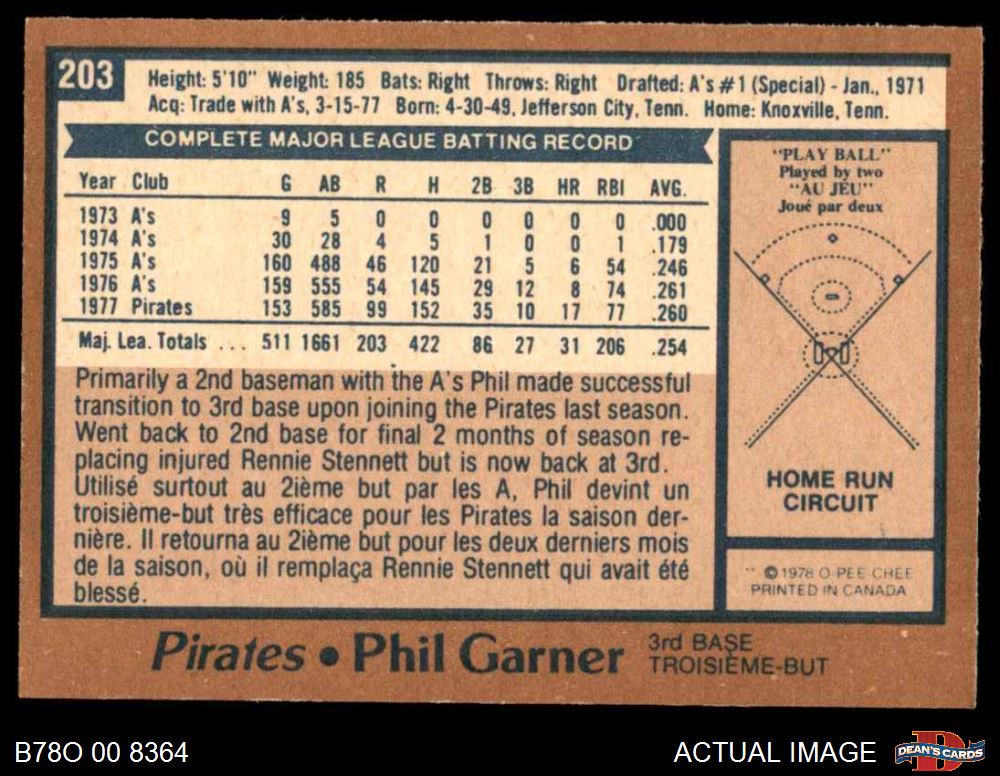 203
Height: 5'10" Weight: 185 Bats: Right Throws: Right Drafted: A's #1 (Special) - Jan., 1971
Acq: Trade with A's, 3-15-77 Born: 4-30-49, Jefferson City, Tenn. Home: Knoxville, Tenn.
COMPLETE MAJOR LEAGUE BATTING RECORD
Year Club G AB R H 2B 3B HR RBI AVG.
1973 A's 9 5 0 0 0 0 0 0 .000
1974 A's 30 28 4 5 1 0 0 1 .179
1975 A's 160 488 46 120 21 5 6 54 .246
1976 A's 159 555 54 145 29 12 8 74 .261
1977 Pirates 153 585 99 152 35 10 17 77 .260
Maj. Lea. Totals ... 511 1661 203 422 86 27 31 206 .254
Primarily a 2nd baseman with the A's Phil made successful
transition to 3rd base upon joining the Pirates last season.
Went back to 2nd base for final 2 months of season re-
placing injured Rennie Stennett but is now back at 3rd.
Utilisé surtout au 2ième but par les A, Phil devint un
troisième-but très efficace pour les Pirates la saison der-
nière. Il retourna au 2ième but pour les deux derniers mois
de la saison, où il remplaça Rennie Stennett qui avait été
blessé.
"PLAY BALL"
Played by two
"AU JEU"
Joué par deux
HOME RUN
CIRCUIT
© 1978 O-PEE-CHEE
PRINTED IN CANADA
Pirates • Phil Garner
3rd BASE
TROISIÈME-BUT
B78O 00 8364
ACTUAL IMAGE
DEAN'S CARDS